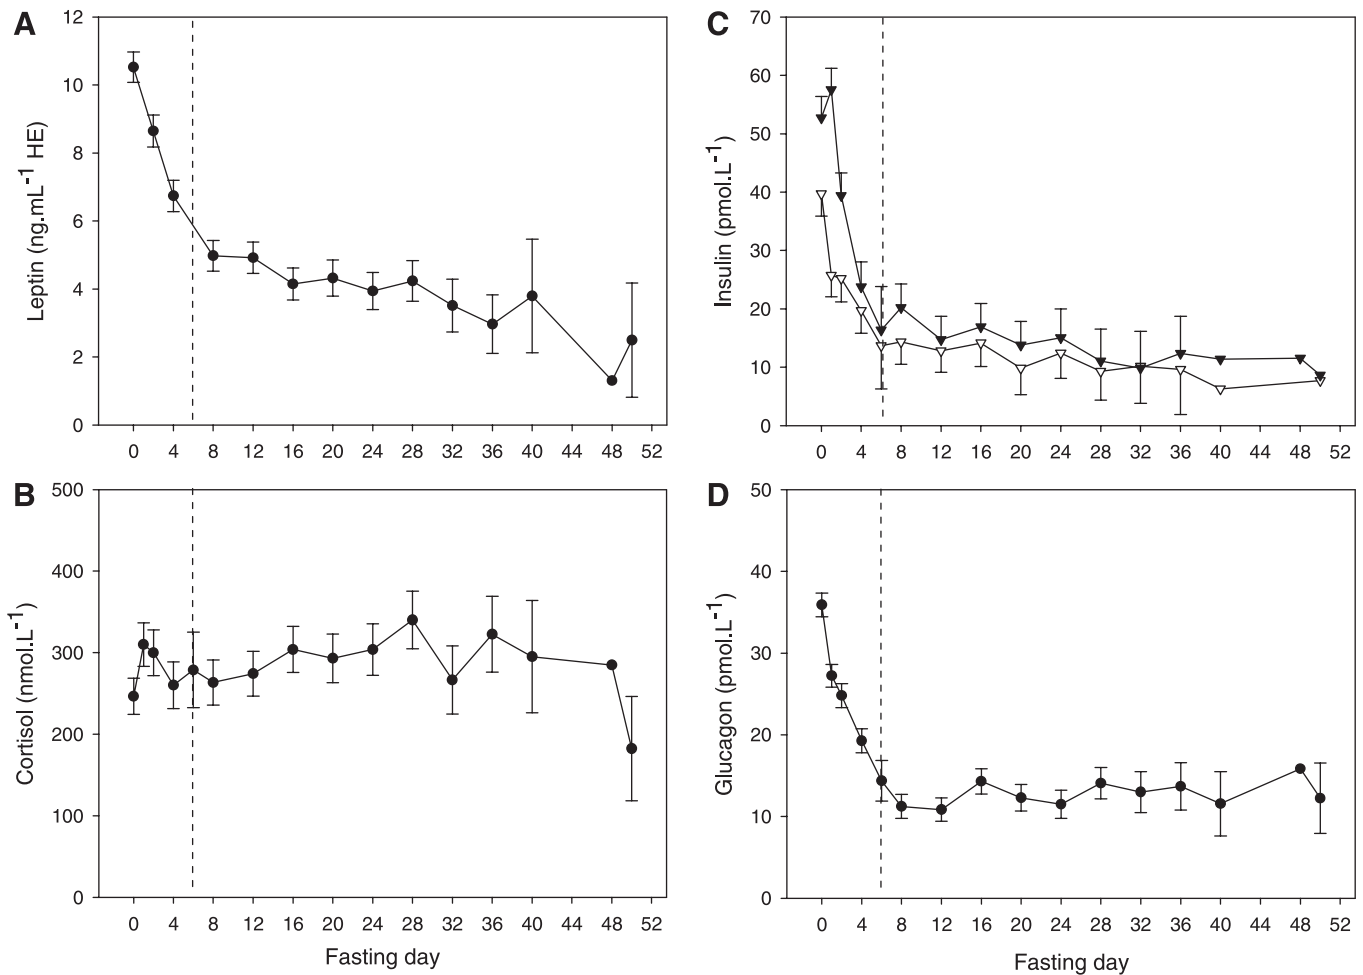 A
12
10
8
6
4
2
0
Leptin (ng.mL-1 HE)
0 4 8 12 16 20 24 28 32 36 40 44 48 52
C
70
60
50
40
30
20
10
0
Insulin (pmol.L-1)
0 4 8 12 16 20 24 28 32 36 40 44 48 52
B
500
400
300
200
100
0
Cortisol (nmol.L-1)
0 4 8 12 16 20 24 28 32 36 40 44 48 52
Fasting day
D
50
40
30
20
10
0
Glucagon (pmol.L-1)
0 4 8 12 16 20 24 28 32 36 40 44 48 52
Fasting day